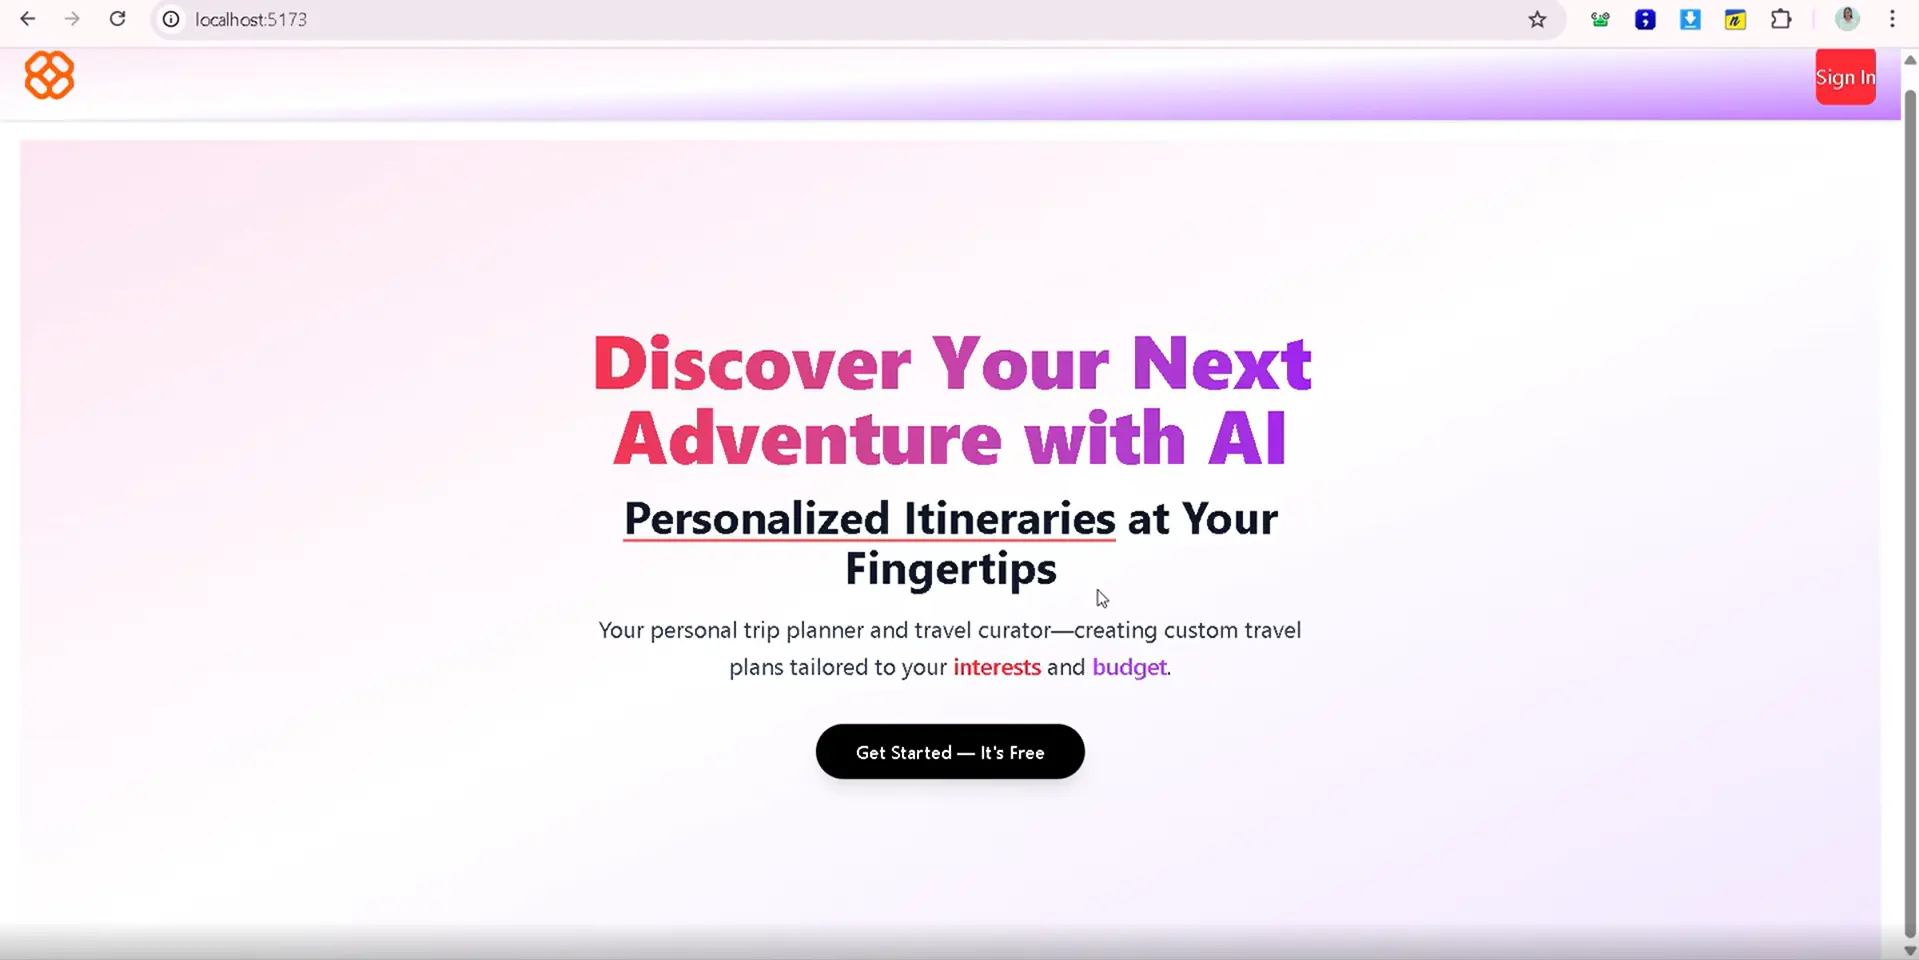 localhost:5173
Sign In
Discover Your Next
Adventure with AI
Personalized Itineraries at Your
Fingertips
Your personal trip planner and travel curator—creating custom travel
plans tailored to your interests and budget.
Get Started — It's Free